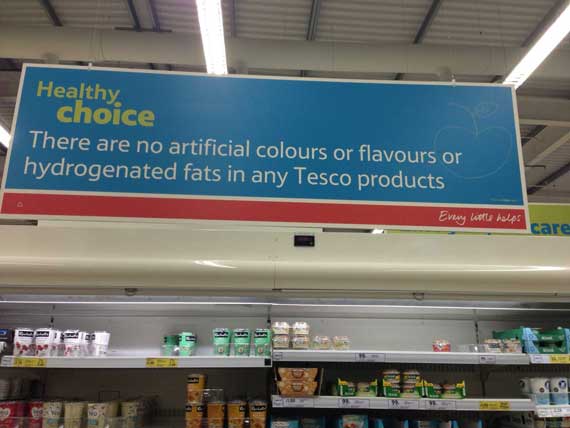 Healthy
choice
There are no artificial colours or flavours or
hydrogenated fats in any Tesco products
Every little helps
care